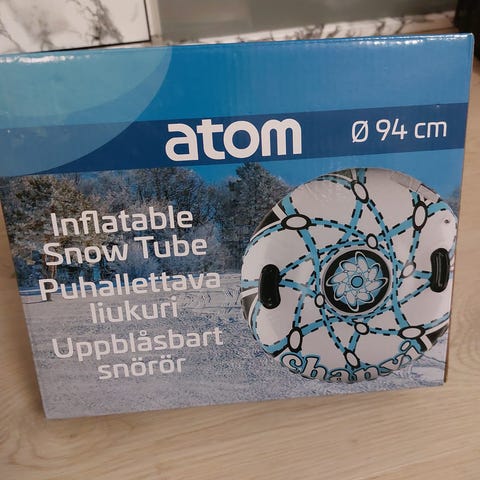 atom
Ø 94 cm
Inflatable
Snow Tube
Puhallettava
liukuri
Uppblåsbart
snörör